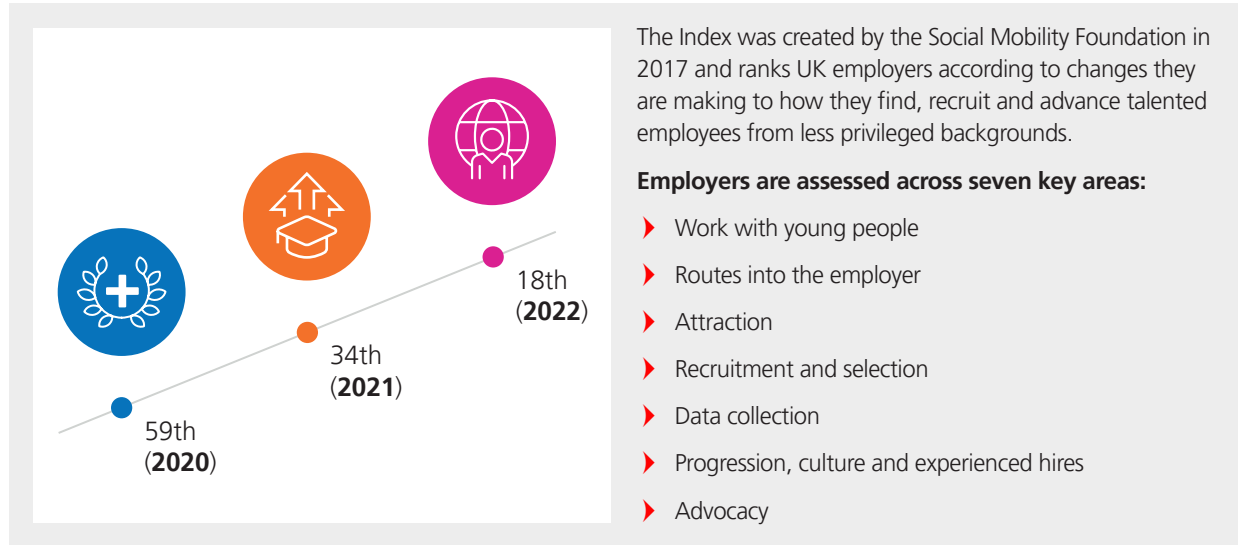 59th
(2020)
34th
(2021)
18th
(2022)
The Index was created by the Social Mobility Foundation in
2017 and ranks UK employers according to changes they
are making to how they find, recruit and advance talented
employees from less privileged backgrounds.
Employers are assessed across seven key areas:
Work with young people
Routes into the employer
Attraction
Recruitment and selection
Data collection
Progression, culture and experienced hires
Advocacy